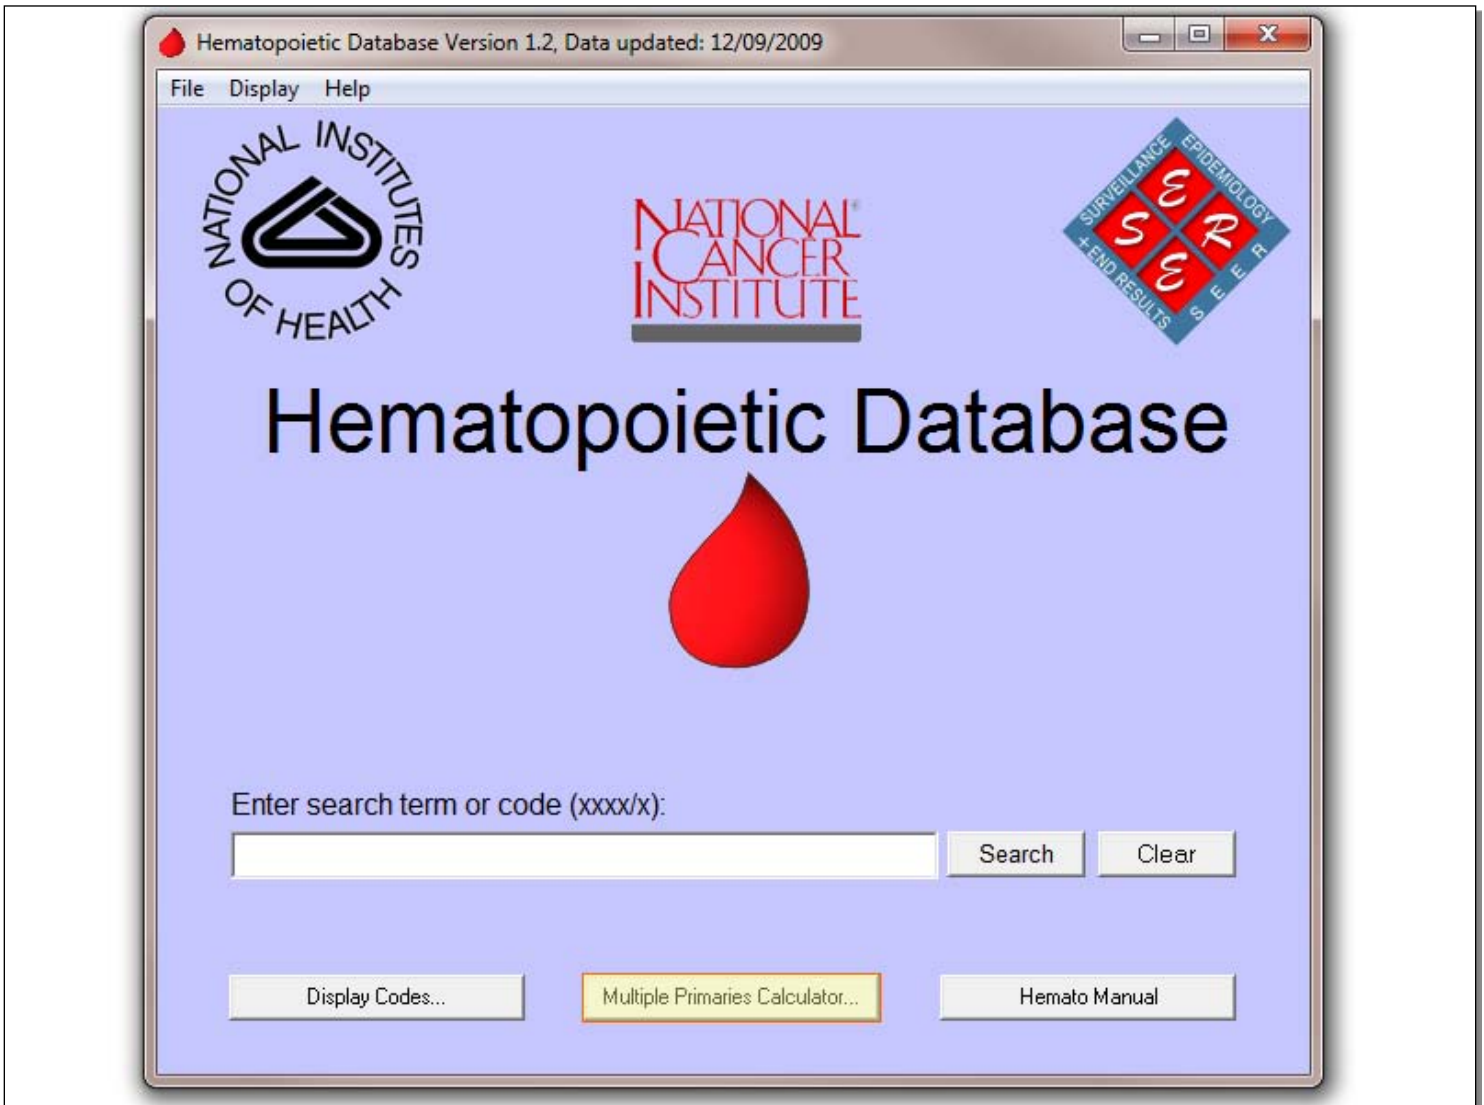 Hematopoietic Database Version 1.2, Data updated: 12/09/2009
File Display Help
NATIONAL INSTITUTES
OF HEALTH
NATIONAL
CANCER
INSTITUTE
SURVEILLANCE
EPIDEMIOLOGY
+ END RESULTS
SEER
S E R E
Hematopoietic Database
Enter search term or code (xxxx/x):
Search Clear
Display Codes... Multiple Primaries Calculator... Hemato Manual